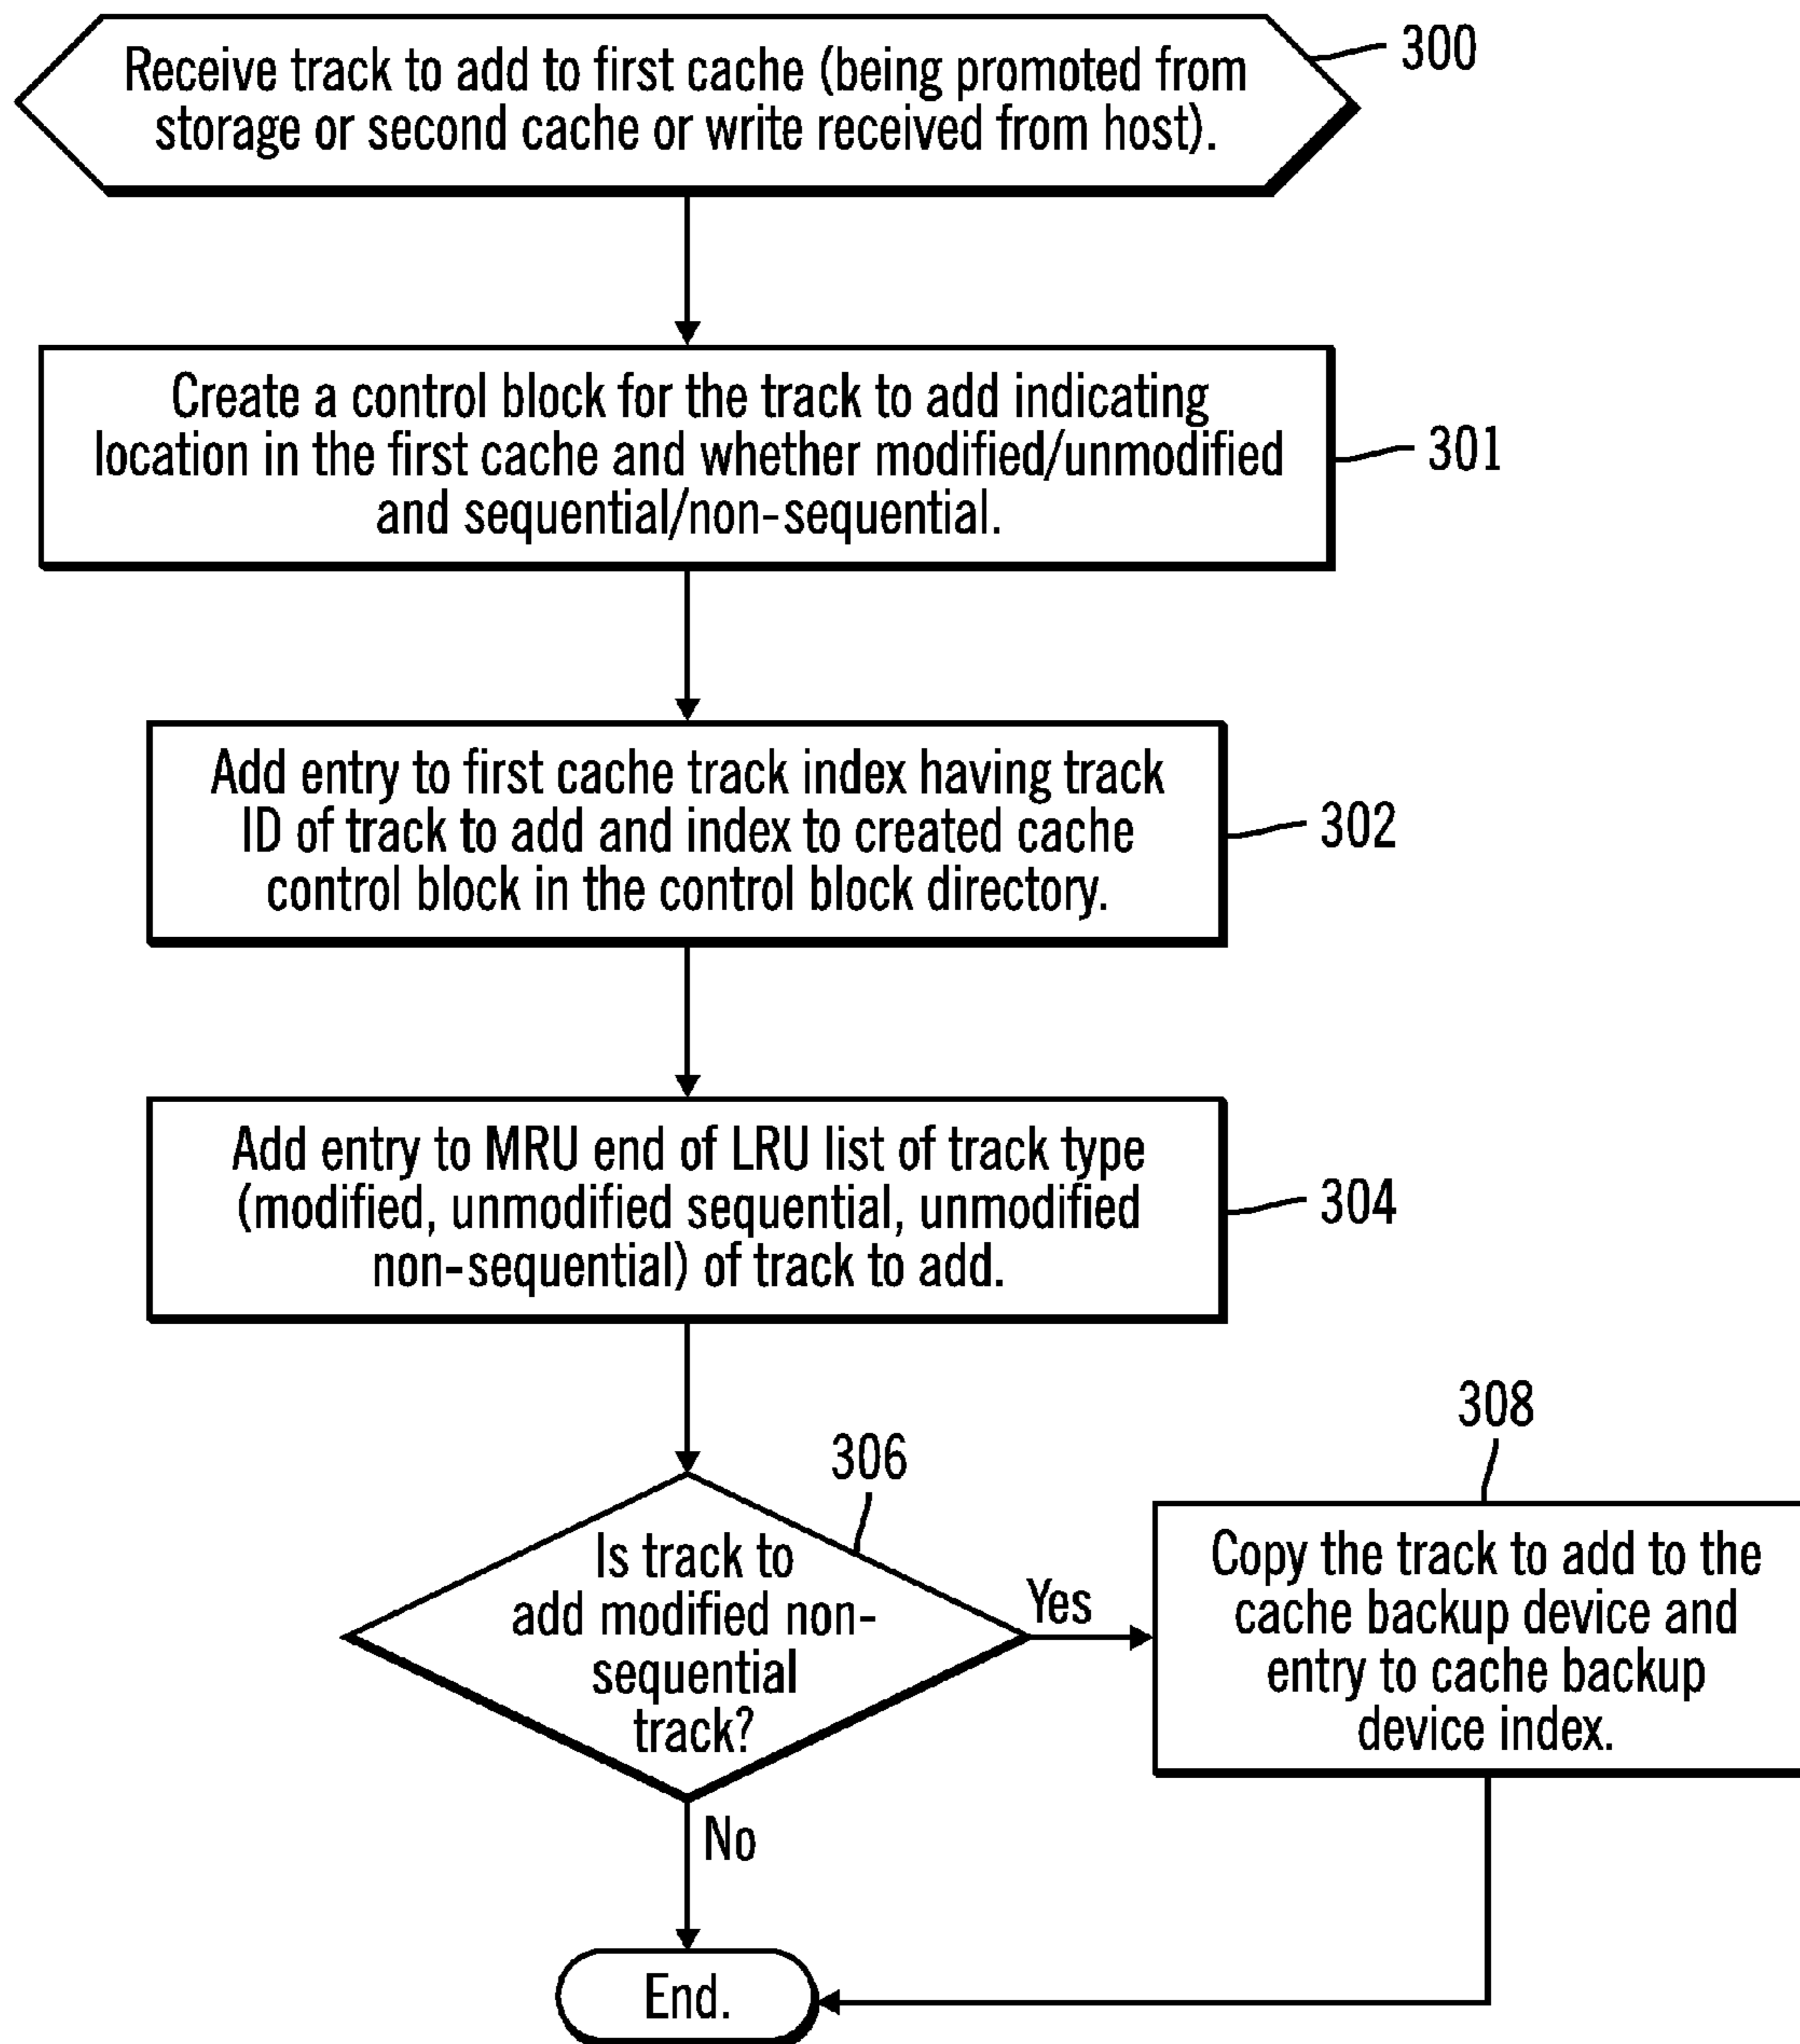 Receive track to add to first cache (being promoted from
storage or second cache or write received from host).
300
Create a control block for the track to add indicating
location in the first cache and whether modified/unmodified
and sequential/non-sequential.
301
Add entry to first cache track index having track
ID of track to add and index to created cache
control block in the control block directory.
302
Add entry to MRU end of LRU list of track type
(modified, unmodified sequential, unmodified
non-sequential) of track to add.
304
306
Is track to
add modified non-
sequential
track?
Yes
308
Copy the track to add to the
cache backup device and
entry to cache backup
device index.
No
End.